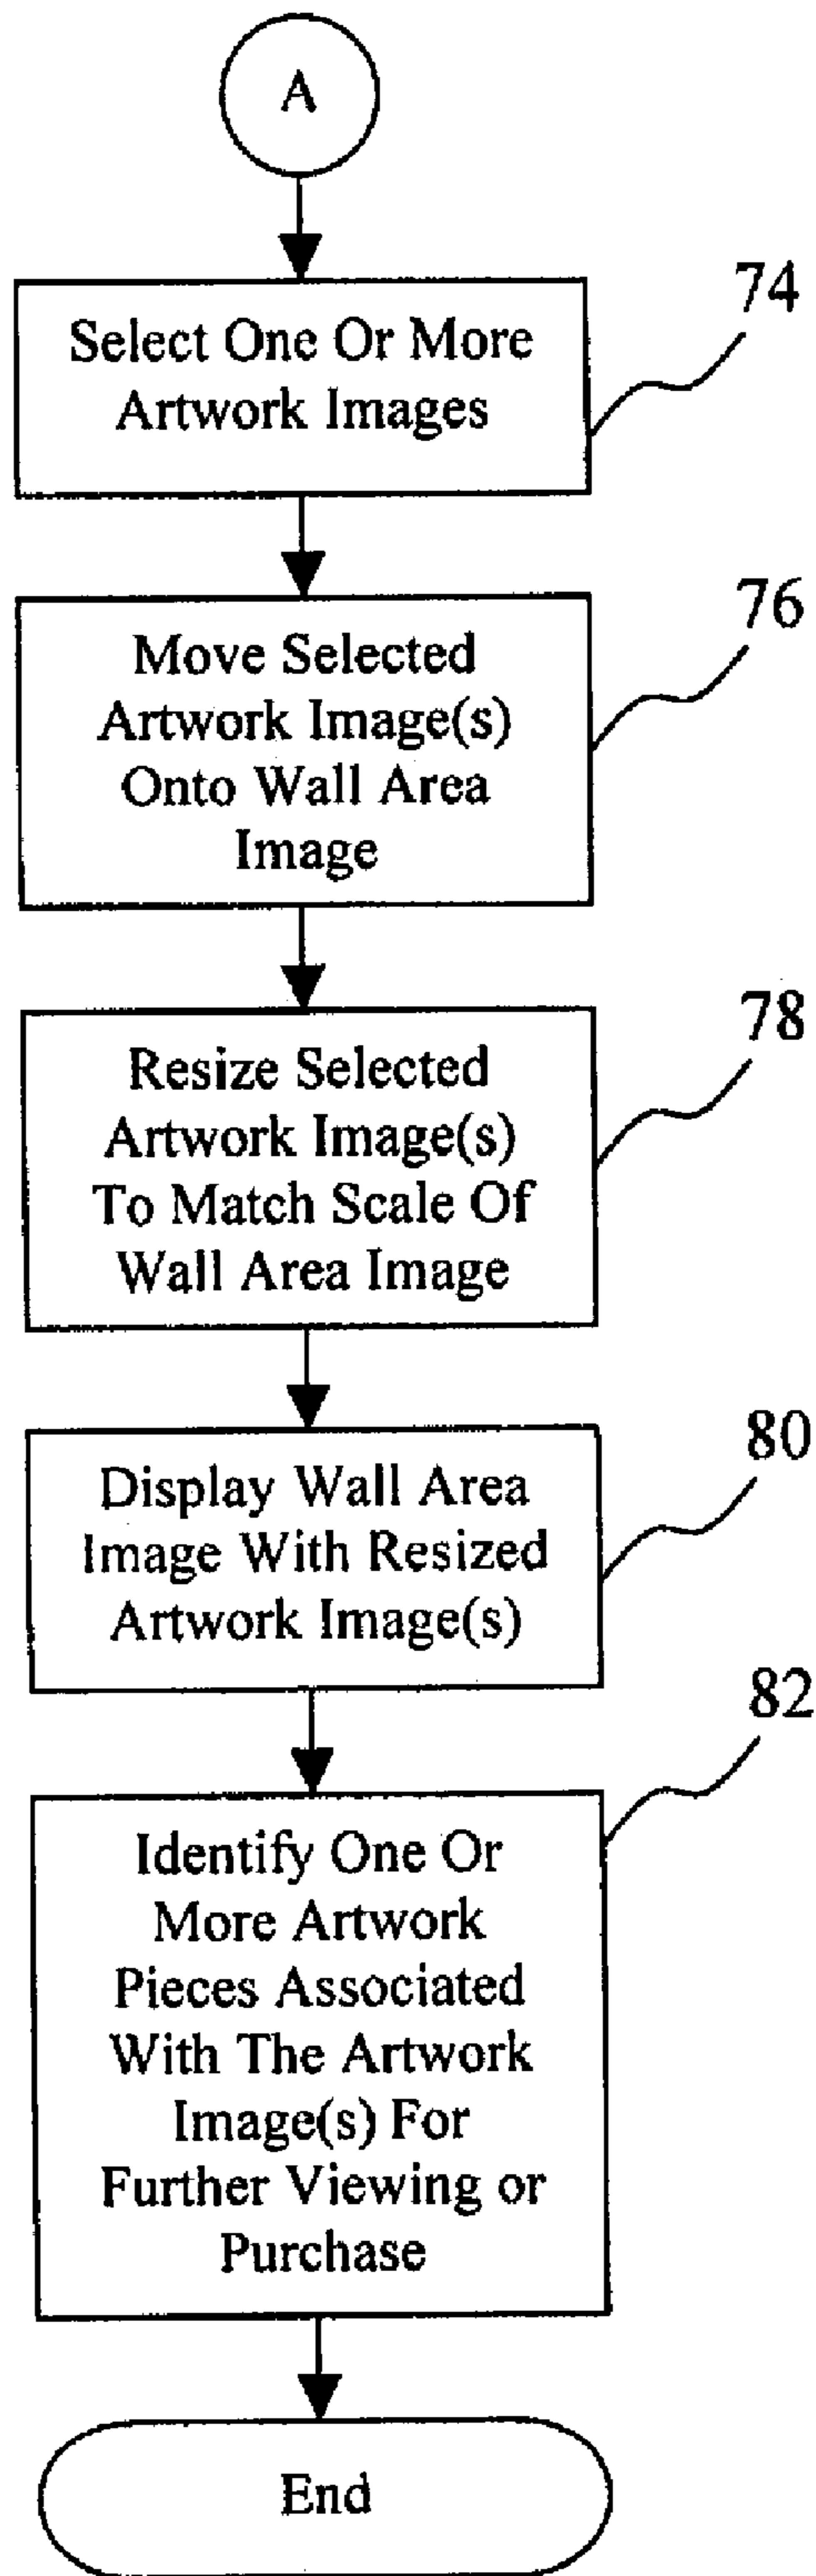 A
74
Select One Or More
Artwork Images
76
Move Selected
Artwork Image(s)
Onto Wall Area
Image
78
Resize Selected
Artwork Image(s)
To Match Scale Of
Wall Area Image
80
Display Wall Area
Image With Resized
Artwork Image(s)
82
Identify One Or
More Artwork
Pieces Associated
With The Artwork
Image(s) For
Further Viewing or
Purchase
End